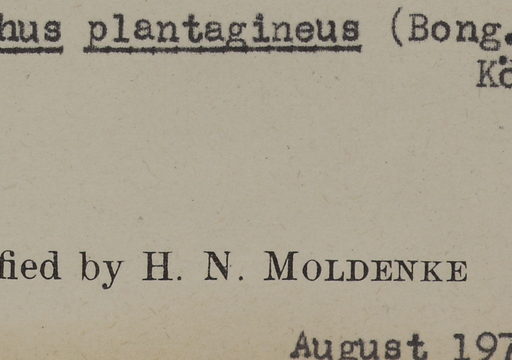 hus plantagineus (Bong.
Kö
fied by H. N. MOLDENKE
August 197